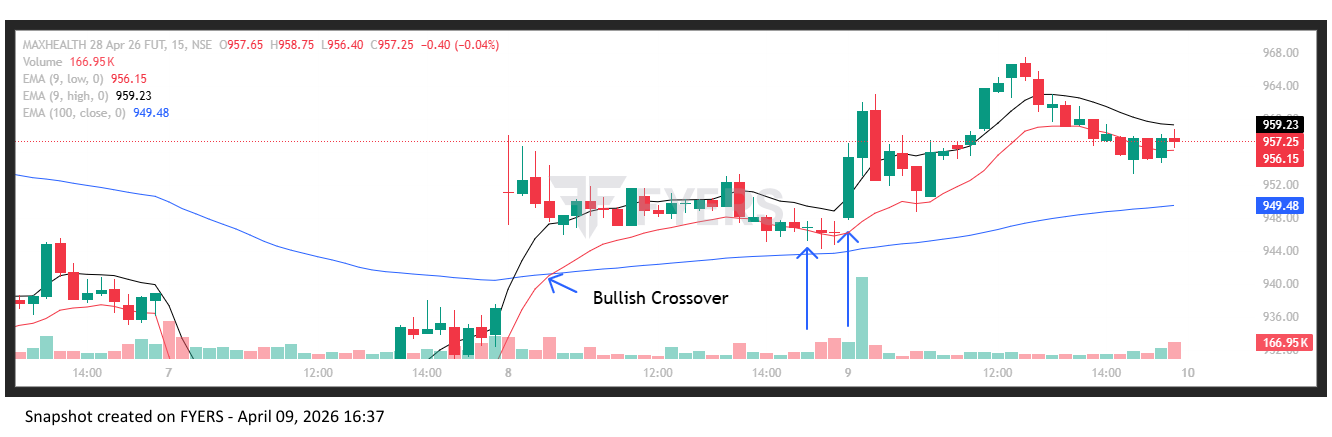 MAXHEALTH 28 Apr 26 FUT, 15, NSE O957.65 H958.75 L956.40 C957.25 −0.40 (−0.04%)
Volume 166.95 K
EMA (9, low, 0) 956.15
EMA (9, high, 0) 959.23
EMA (100, close, 0) 949.48
968.00
964.00
959.23
957.25
956.15
952.00
949.48
948.00
944.00
940.00
936.00
166.95 K
FYERS
Bullish Crossover
14:00 7 12:00 14:00 8 12:00 14:00 9 12:00 14:00 10
Snapshot created on FYERS - April 09, 2026 16:37